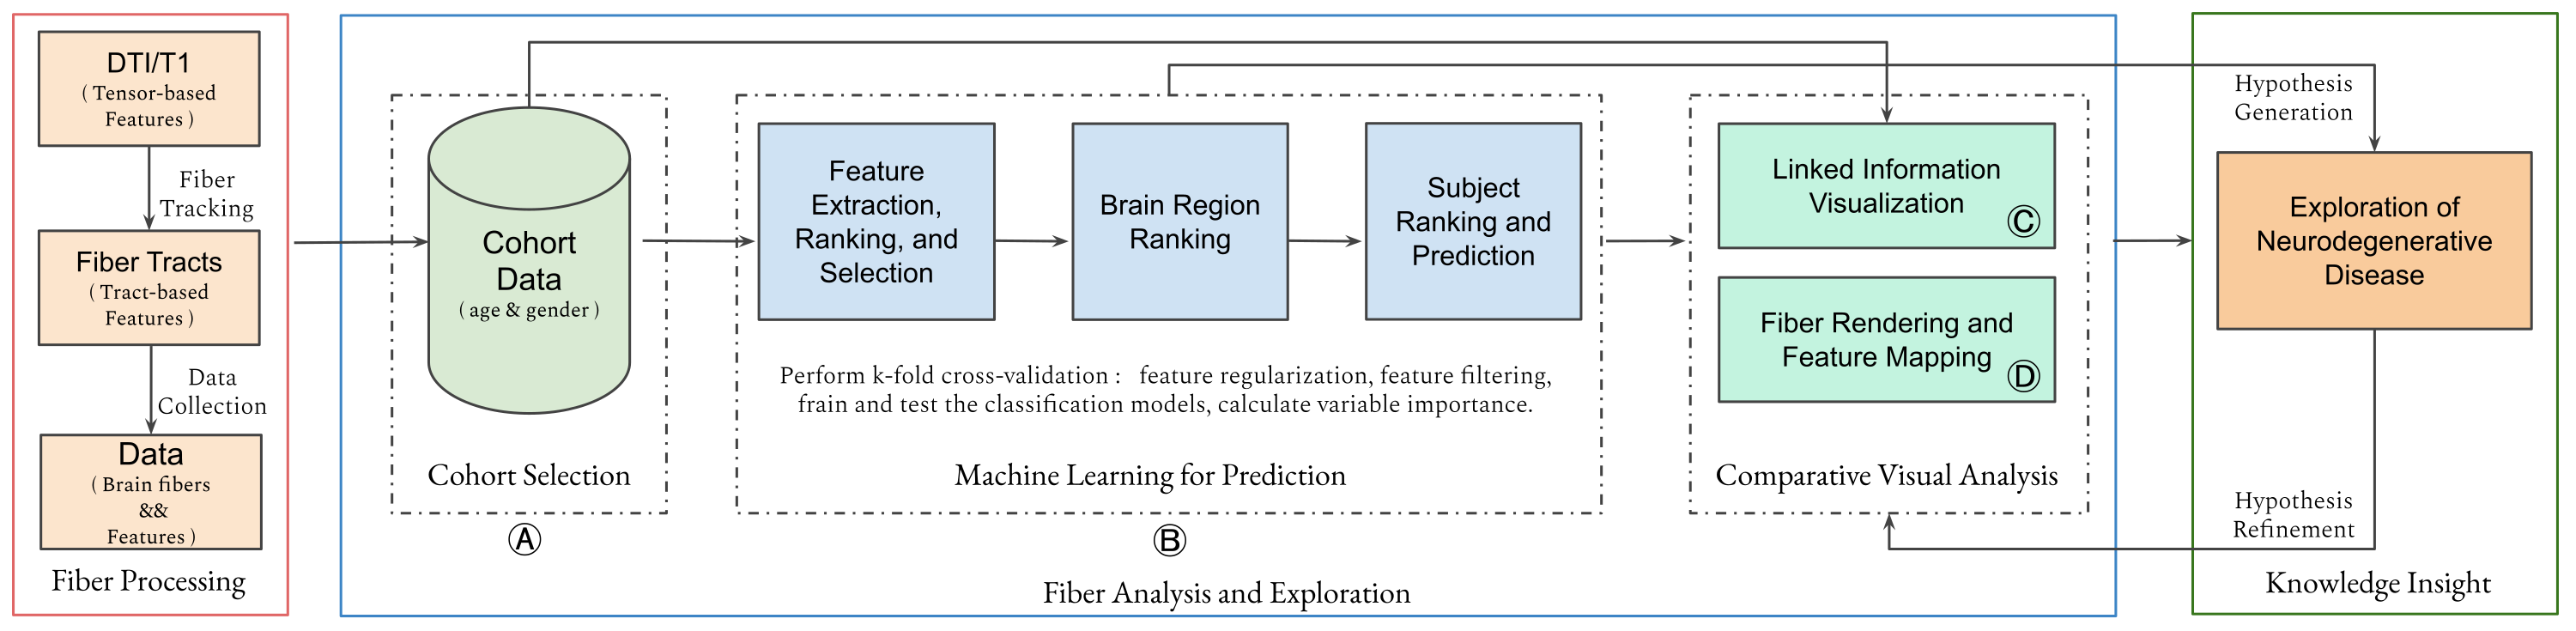 DTI/T1
( Tensor-based
Features )
Fiber
Tracking
Fiber Tracts
( Tract-based
Features )
Data
Collection
Data
( Brain fibers
&&
Features )
Fiber Processing
Cohort
Data
( age & gender )
Cohort Selection
Ⓐ
Feature
Extraction,
Ranking, and
Selection
Brain Region
Ranking
Subject
Ranking and
Prediction
Perform k-fold cross-validation : feature regularization, feature filtering,
frain and test the classification models, calculate variable importance.
Machine Learning for Prediction
Ⓑ
Linked Information
Visualization
Ⓒ
Fiber Rendering and
Feature Mapping
Ⓓ
Comparative Visual Analysis
Fiber Analysis and Exploration
Hypothesis
Generation
Exploration of
Neurodegenerative
Disease
Hypothesis
Refinement
Knowledge Insight